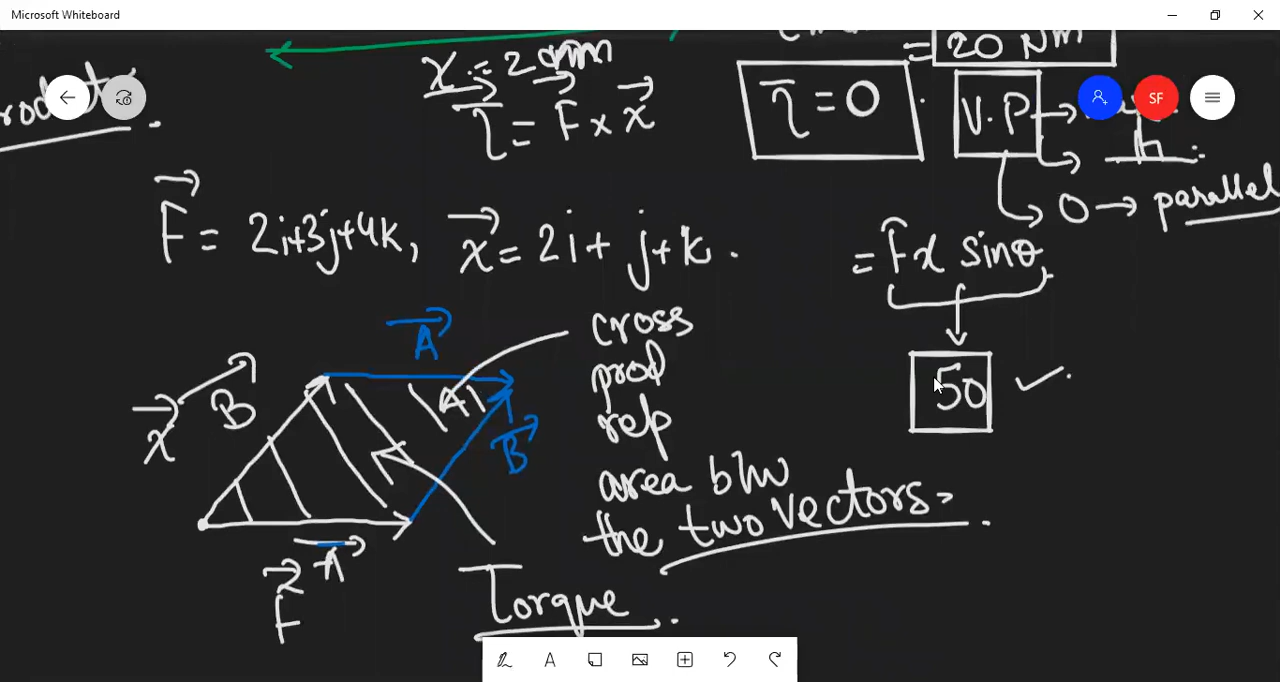 Microsoft Whiteboard
= 20 Nm
x = 2
τ = F × x
τ = 0
V.P
SF
0 → parallel
F = 2i+3j+4k, x = 2i+ j+k.
= Fx sinθ
50
A
x B
cross
prod
rep
area b/w
the two vectors.
A
B
A
F
Torque.